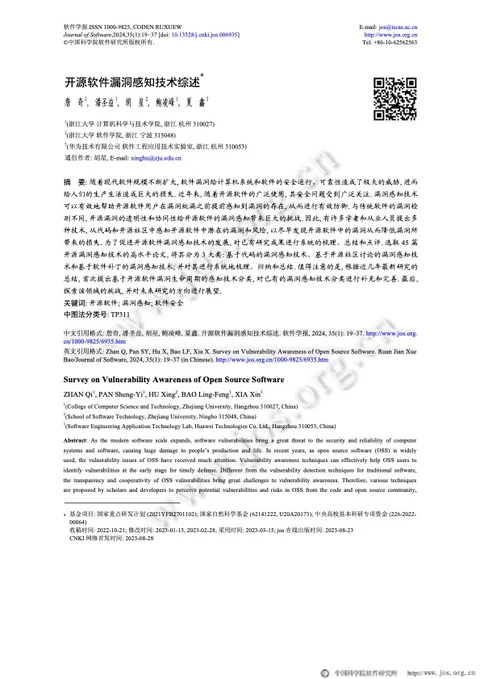 软件学报 ISSN 1000-9825, CODEN RUXUEW
E-mail: jos@iscas.ac.cn
Journal of Software,2024,35(1):19−37 [doi: 10.13328/j.cnki.jos.006935]
http://www.jos.org.cn
©中国科学院软件研究所版权所有.
Tel: +86-10-62562563
开源软件漏洞感知技术综述*
詹 奇1, 潘圣益1, 胡 星2, 鲍凌峰1, 夏 鑫3
1(浙江大学 计算机科学与技术学院, 浙江 杭州 310027)
2(浙江大学 软件学院, 浙江 宁波 315048)
3(华为技术有限公司 软件工程应用技术实验室, 浙江 杭州 310053)
通信作者: 胡星, E-mail: xinghu@zju.edu.cn
摘 要: 随着现代软件规模不断扩大, 软件漏洞给计算机系统和软件的安全运行、可靠性造成了极大的威胁, 进而
给人们的生产生活造成巨大的损失. 近年来, 随着开源软件的广泛使用, 其安全问题受到广泛关注. 漏洞感知技术
可以有效地帮助开源软件用户在漏洞纰漏之前提前感知到漏洞的存在, 从而进行有效防御. 与传统软件的漏洞检
测不同, 开源漏洞的透明性和协同性给开源软件的漏洞感知带来巨大的挑战. 因此, 有许多学者和从业人员提出多
种技术, 从代码和开源社区中感知开源软件中潜在的漏洞和风险, 以尽早发现开源软件中的漏洞从而降低漏洞所
带来的损失. 为了促进开源软件漏洞感知技术的发展, 对已有研究成果进行系统的梳理、总结和点评. 选取 45 篇
开源漏洞感知技术的高水平论文, 将其分为 3 大类: 基于代码的漏洞感知技术、基于开源社区讨论的漏洞感知技
术和基于软件补丁的漏洞感知技术, 并对其进行系统地梳理、归纳和总结. 值得注意的是, 根据近几年最新研究的
总结, 首次提出基于开源软件漏洞生命周期的感知技术分类, 对已有的漏洞感知技术分类进行补充和完善. 最后,
探索该领域的挑战, 并对未来研究的方向进行展望.
关键词: 开源软件; 漏洞感知; 软件安全
中图法分类号: TP311
中文引用格式: 詹奇, 潘圣益, 胡星, 鲍凌峰, 夏鑫. 开源软件漏洞感知技术综述. 软件学报, 2024, 35(1): 19–37. http://www.jos.org.
cn/1000-9825/6935.htm
英文引用格式: Zhan Q, Pan SY, Hu X, Bao LF, Xia X. Survey on Vulnerability Awareness of Open Source Software. Ruan Jian Xue
Bao/Journal of Software, 2024, 35(1): 19–37 (in Chinese). http://www.jos.org.cn/1000-9825/6935.htm
Survey on Vulnerability Awareness of Open Source Software
ZHAN Qi1, PAN Sheng-Yi1, HU Xing2, BAO Ling-Feng1, XIA Xin3
1(College of Computer Science and Technology, Zhejiang University, Hangzhou 310027, China)
2(School of Software Technology, Zhejiang University, Ningbo 315048, China)
3(Software Engineering Application Technology Lab, Huawei Technologies Co. Ltd., Hangzhou 310053, China)
Abstract: As the modern software scale expands, software vulnerabilities bring a great threat to the security and reliability of computer
systems and software, causing huge damage to people's production and life. In recent years, as open source software (OSS) is widely
used, the vulnerability issues of OSS have received much attention. Vulnerability awareness techniques can effectively help OSS users to
identify vulnerabilities at the early stage for timely defense. Different from the vulnerability detection techniques for traditional software,
the transparency and cooperativity of OSS vulnerabilities bring great challenges to vulnerability awareness. Therefore, various techniques
are proposed by scholars and developers to perceive potential vulnerabilities and risks in OSS from the code and open source community,
* 基金项目: 国家重点研发计划 (2021YFB2701102); 国家自然科学基金 (62141222, U20A20173); 中央高校基本科研专项资金 (226-2022-
00064)
收稿时间: 2022-10-21; 修改时间: 2023-01-13, 2023-02-28; 采用时间: 2023-03-15; jos 在线出版时间: 2023-08-23
CNKI 网络首发时间: 2023-08-28
www.jos.org.cn
中国科学院软件研究所 http://www.jos.org.cn